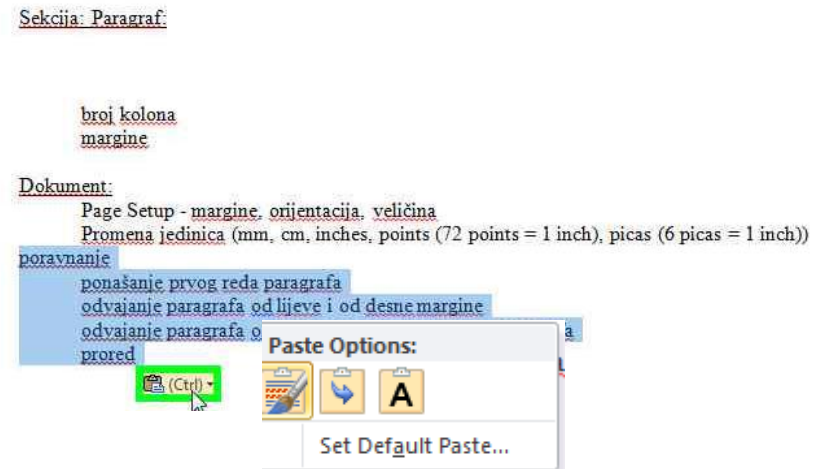 Sekcija: Paragraf:
broj kolona
margine
Dokument:
Page Setup - margine, orijentacija, veličina
Promena jedinica (mm, cm, inches, points (72 points = 1 inch), picas (6 picas = 1 inch))
poravnanje
ponašanje prvog reda paragrafa
odvajanje paragrafa od lijeve i od desne margine
odvajanje paragrafa
prored
(Ctrl)
Paste Options:
A
Set Default Paste...